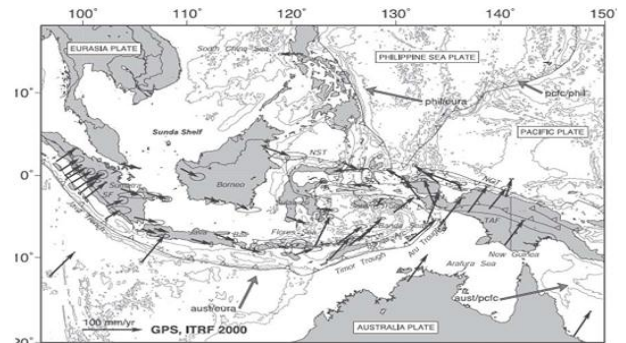 100° 110° 120° 130° 140° 150°
EURASIA PLATE
South China Sea
PHILIPPINE SEA PLATE
10°
phil/eura
pcfc/phil
Sunda Shelf
PACIFIC PLATE
NST
0°
Borneo
NGT
SF
TAF
Flores Sea
Banda
New Guinea
10°
Timor Trough
Aru Trough
Arafura Sea
aust/eura
aust/pcfc
100 mm/yr
GPS, ITRF 2000
AUSTRALIA PLATE
20°